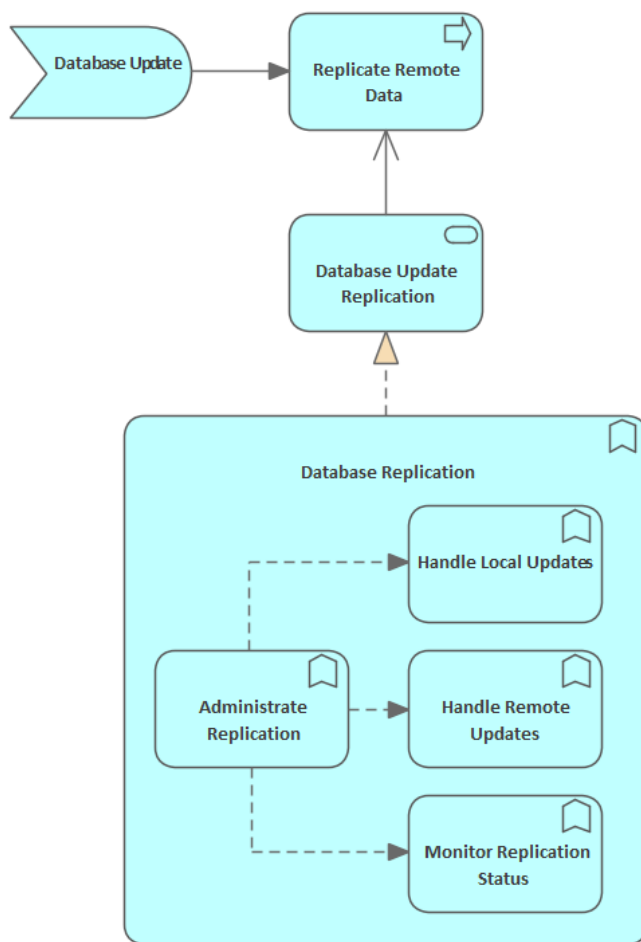 Database Update
Replicate Remote
Data
Database Update
Replication
Database Replication
Handle Local Updates
Administrate
Replication
Handle Remote
Updates
Monitor Replication
Status